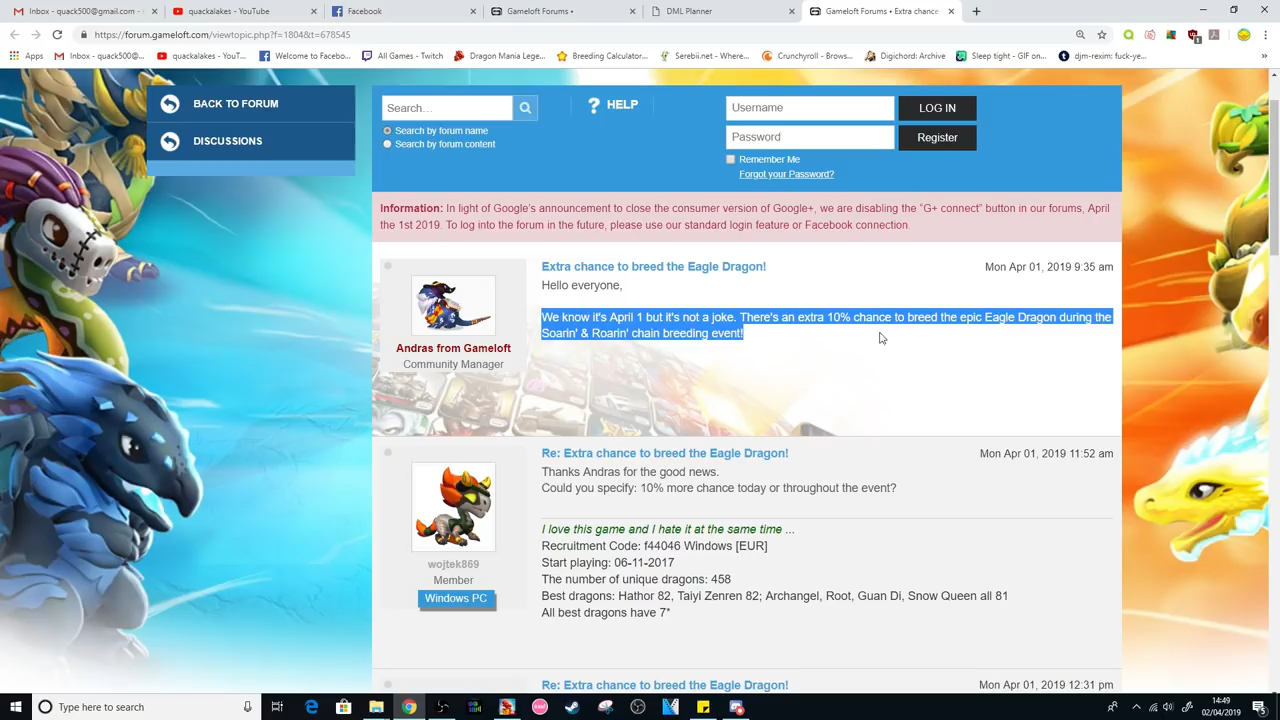 Inbox - quack500@gmail.com -
quackalakes - YouTube
Facebook
Gameloft Forums •
DML Planner
Gameloft Forums • Extra chance
https://forum.gameloft.com/viewtopic.php?f=1804&t=678545
Apps
Inbox - quack500@...
quackalakes - YouT...
Welcome to Facebo...
All Games - Twitch
Dragon Mania Lege...
Breeding Calculator...
Serebii.net - Where...
Crunchyroll - Brows...
Digichord: Archive
Sleep tight - GIF on...
djm-rexim: fuck-ye...
BACK TO FORUM
DISCUSSIONS
Search…
HELP
Search by forum name
Search by forum content
Username
LOG IN
Password
Register
Remember Me
Forgot your Password?
Information: In light of Google's announcement to close the consumer version of Google+, we are disabling the “G+ connect” button in our forums, April
the 1st 2019. To log into the forum in the future, please use our standard login feature or Facebook connection.
Extra chance to breed the Eagle Dragon!
Mon Apr 01, 2019 9:35 am
Hello everyone,
We know it's April 1 but it's not a joke. There's an extra 10% chance to breed the epic Eagle Dragon during the
Soarin' & Roarin' chain breeding event!
Andras from Gameloft
Community Manager
Re: Extra chance to breed the Eagle Dragon!
Mon Apr 01, 2019 11:52 am
Thanks Andras for the good news.
Could you specify: 10% more chance today or throughout the event?
I love this game and I hate it at the same time ...
Recruitment Code: f44046 Windows [EUR]
Start playing: 06-11-2017
The number of unique dragons: 458
Best dragons: Hathor 82, Taiyi Zenren 82; Archangel, Root, Guan Di, Snow Queen all 81
All best dragons have 7*
wojtek869
Member
Windows PC
Re: Extra chance to breed the Eagle Dragon!
Mon Apr 01, 2019 12:31 pm
Type here to search
14:49
02/04/2019